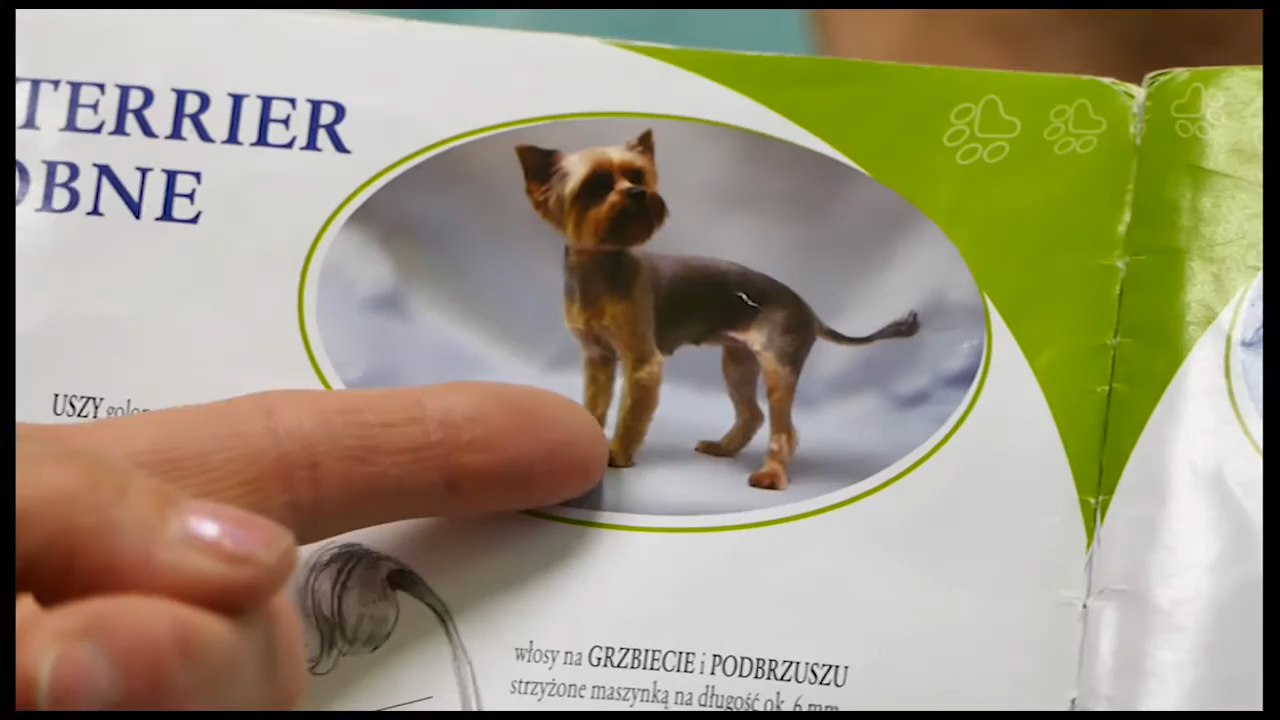 TERRIER
OBNE
USZY
włosy na GRZBIECIE i PODBRZUSZU
strzyżone maszynką na długość ok. 6 mm